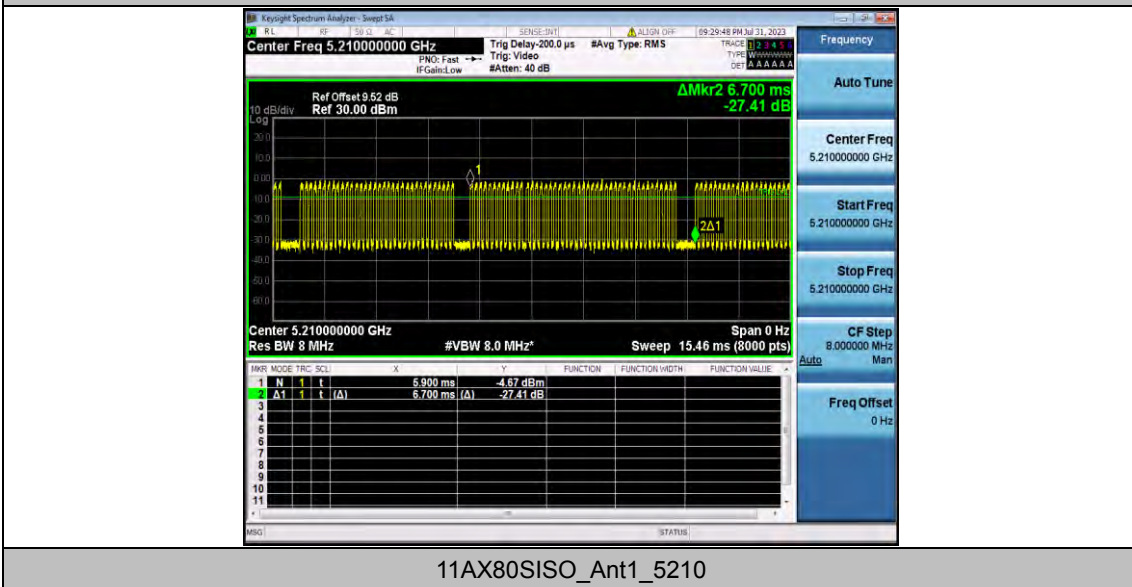 Keysight Spectrum Analyzer - Swept SA
RL RF 50 Ω AC SENSE:INT ALIGN OFF 09:29:48 PM Jul 31, 2023
Center Freq 5.210000000 GHz
Trig Delay-200.0 µs #Avg Type: RMS
TRACE 1 2 3 4 5 6
PNO: Fast Trig: Video
TYPE WWWWWW
IFGain:Low #Atten: 40 dB
DET A A A A A A
ΔMkr2 6.700 ms
-27.41 dB
Ref Offset 9.52 dB
10 dB/div Ref 30.00 dBm
Log
20.0
10.0
0.00
-10.0
-20.0
-30.0
-40.0
-50.0
-60.0
1
2Δ1
Center 5.210000000 GHz Span 0 Hz
Res BW 8 MHz #VBW 8.0 MHz* Sweep 15.46 ms (8000 pts)
MKR MODE TRC SCL X Y FUNCTION FUNCTION WIDTH FUNCTION VALUE
1 N 1 t 5.900 ms -4.67 dBm
2 Δ1 1 t (Δ) 6.700 ms (Δ) -27.41 dB
3
4
5
6
7
8
9
10
11
MSG STATUS
Frequency
Auto Tune
Center Freq
5.210000000 GHz
Start Freq
5.210000000 GHz
Stop Freq
5.210000000 GHz
CF Step
8.000000 MHz
Auto Man
Freq Offset
0 Hz
11AX80SISO_Ant1_5210